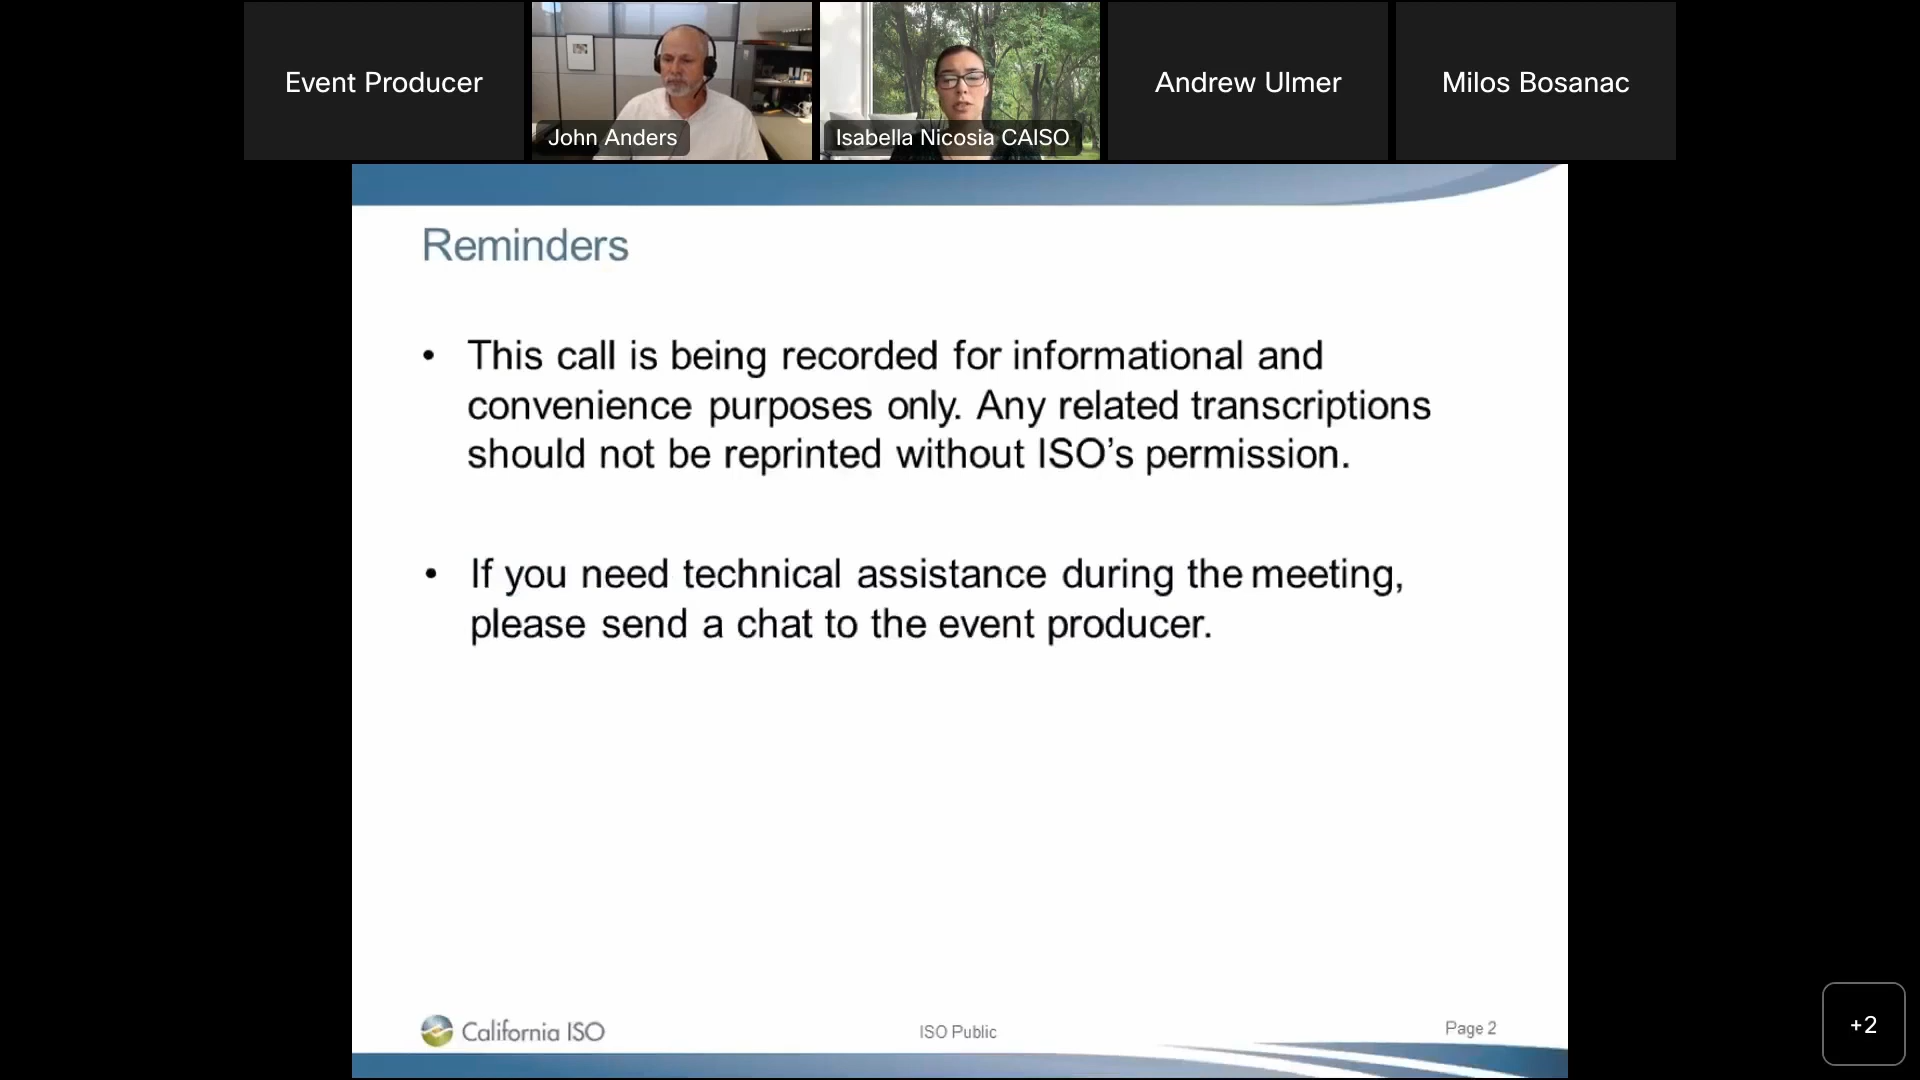 Event Producer
John Anders
Isabella Nicosia CAISO
Andrew Ulmer
Milos Bosanac
Reminders
• This call is being recorded for informational and
convenience purposes only. Any related transcriptions
should not be reprinted without ISO’s permission.
• If you need technical assistance during the meeting,
please send a chat to the event producer.
California ISO
ISO Public
Page 2
+2